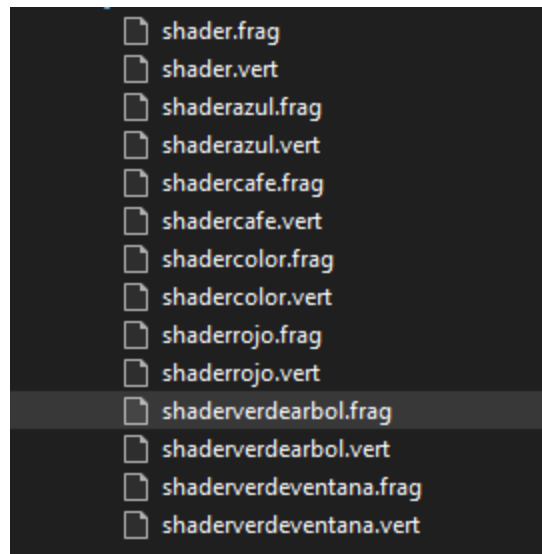 shader.frag
shader.vert
shaderazul.frag
shaderazul.vert
shadercafe.frag
shadercafe.vert
shadercolor.frag
shadercolor.vert
shaderrojo.frag
shaderrojo.vert
shaderverdearbol.frag
shaderverdearbol.vert
shaderverdeventana.frag
shaderverdeventana.vert